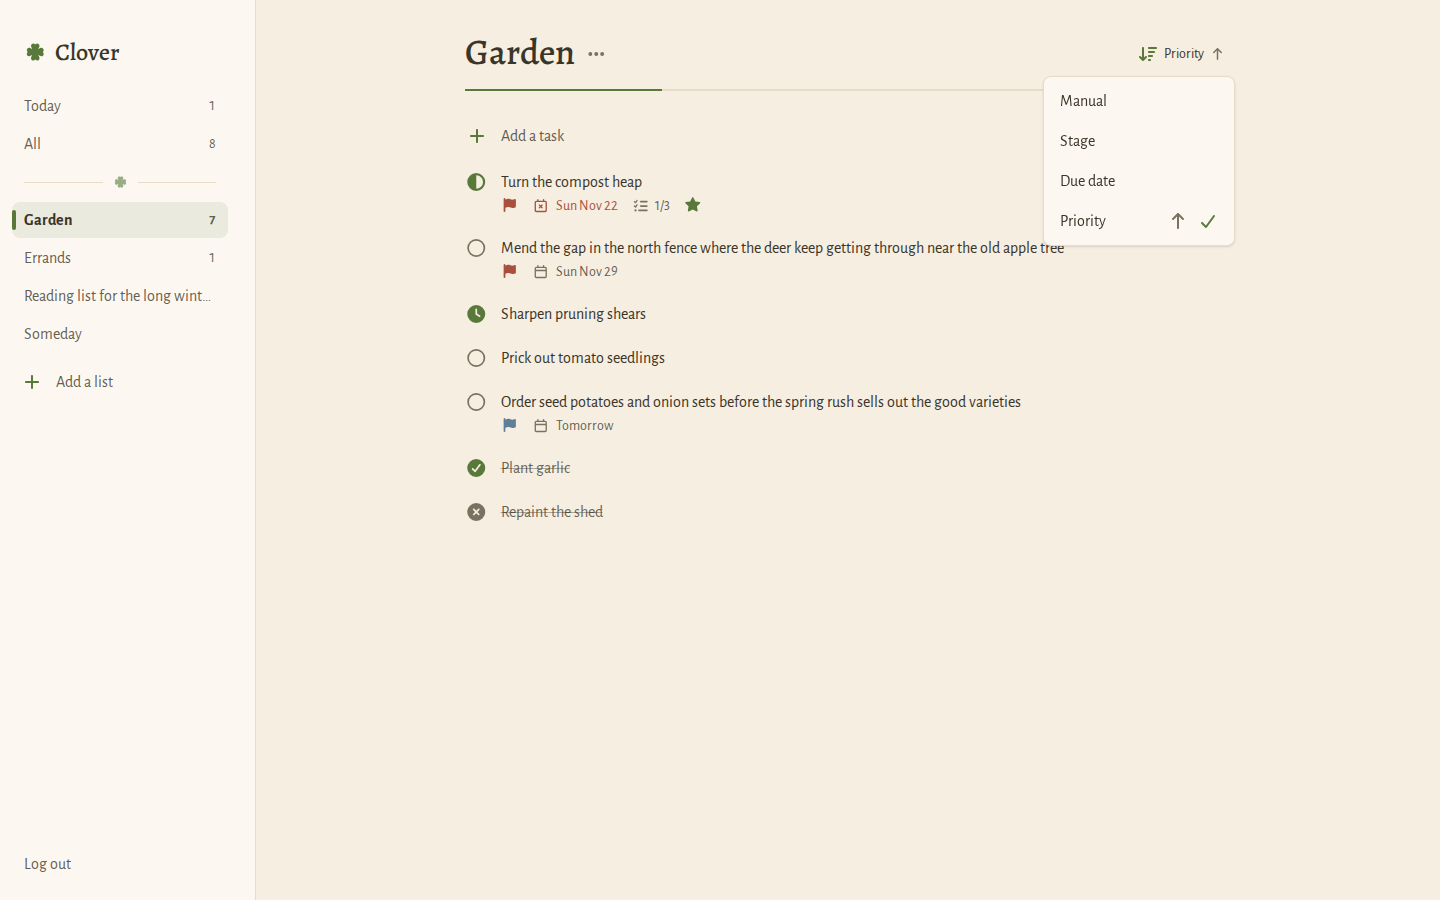 Clover
Today 1
All 8
Garden 7
Errands 1
Reading list for the long wint...
Someday
Add a list
Log out
Garden
Priority
Manual
Stage
Due date
Priority
Add a task
Turn the compost heap
Sun Nov 22 1/3
Mend the gap in the north fence where the deer keep getting through near the old apple tree
Sun Nov 29
Sharpen pruning shears
Prick out tomato seedlings
Order seed potatoes and onion sets before the spring rush sells out the good varieties
Tomorrow
Plant garlic
Repaint the shed